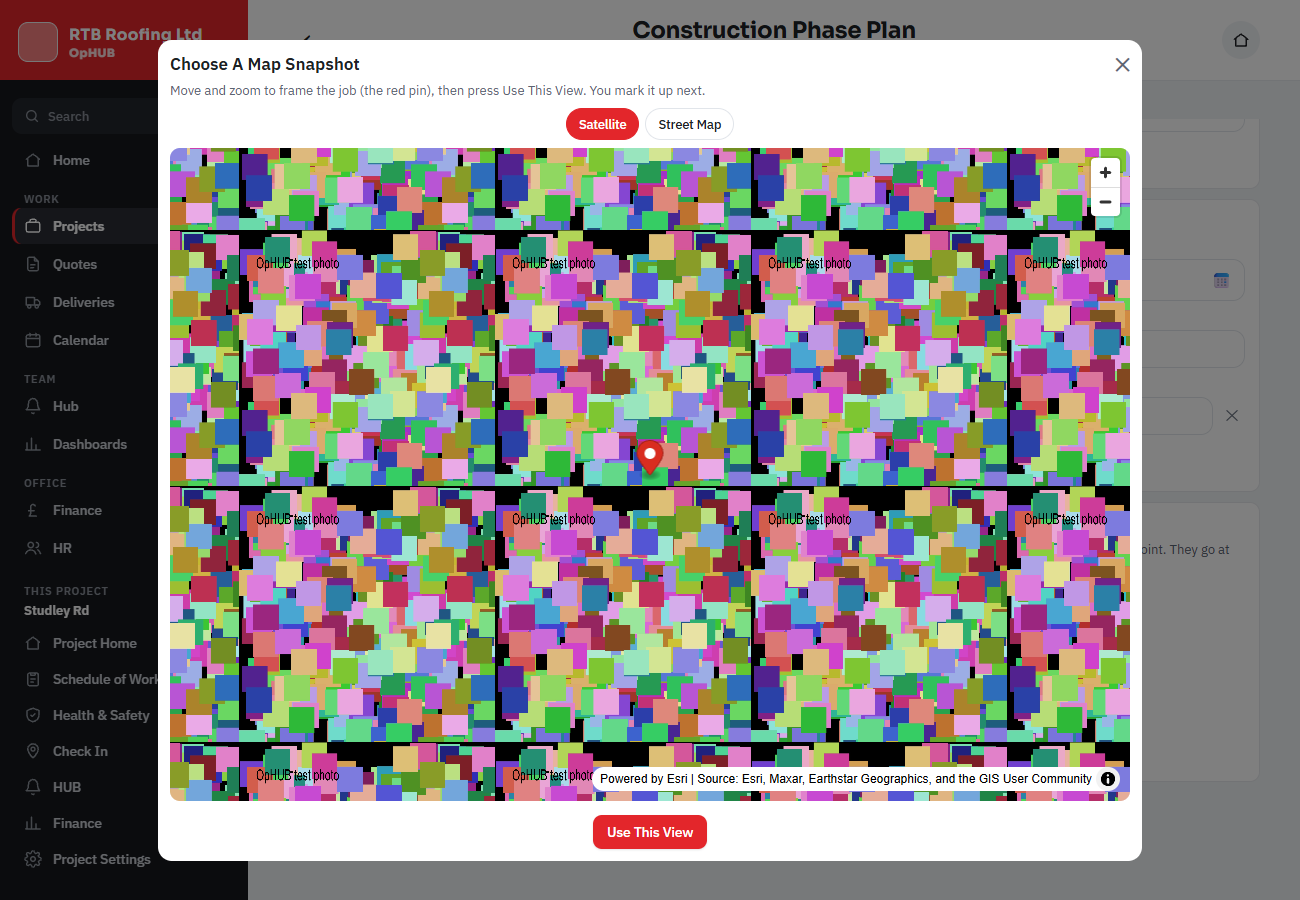 RTB Roofing Ltd
OpHUB
Construction Phase Plan
Search
Home
WORK
Projects
Quotes
Deliveries
Calendar
TEAM
Hub
Dashboards
OFFICE
Finance
HR
THIS PROJECT
Studley Rd
Project Home
Schedule of Work
Health & Safety
Check In
HUB
Finance
Project Settings
Choose A Map Snapshot
Move and zoom to frame the job (the red pin), then press Use This View. You mark it up next.
Satellite
Street Map
OpHUB test photo
OpHUB test photo
OpHUB test photo
OpHUB test photo
OpHUB test photo
OpHUB test photo
OpHUB test photo
OpHUB test photo
OpHUB test photo
OpHUB test photo
Powered by Esri | Source: Esri, Maxar, Earthstar Geographics, and the GIS User Community
Use This View
They go at